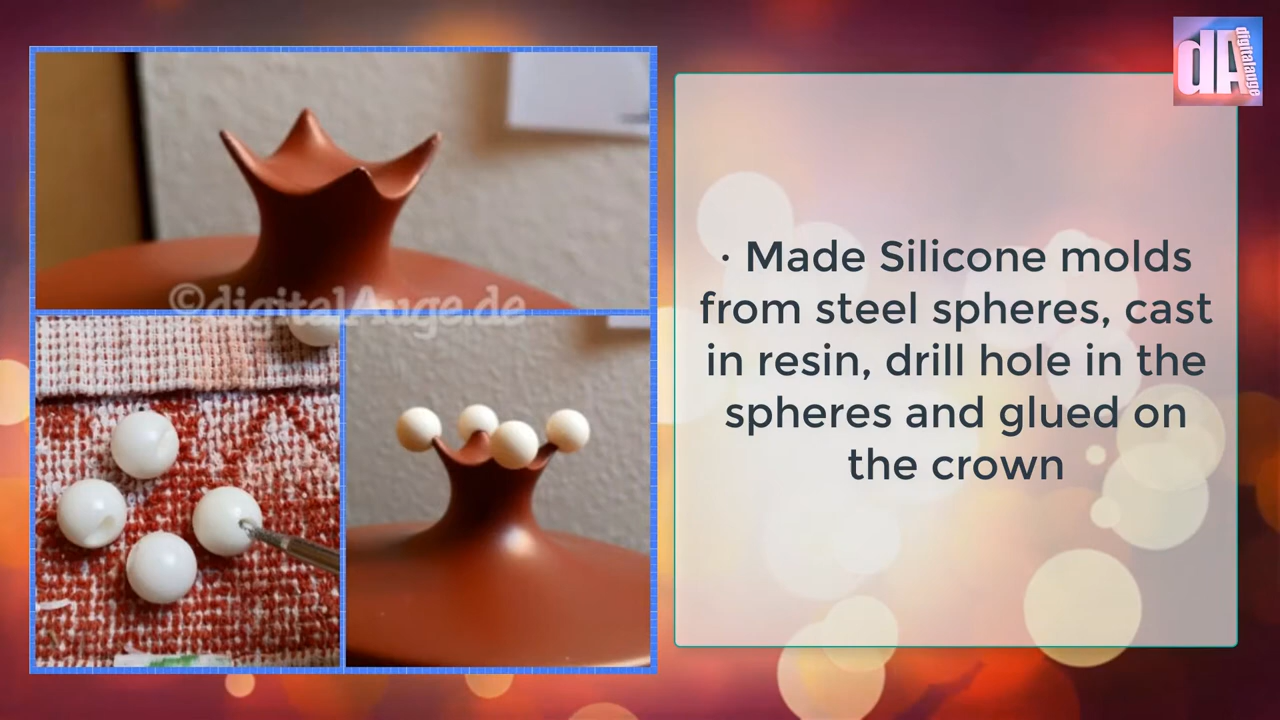 dA
digitalauge
©digitalAuge.de
· Made Silicone molds
from steel spheres, cast
in resin, drill hole in the
spheres and glued on
the crown